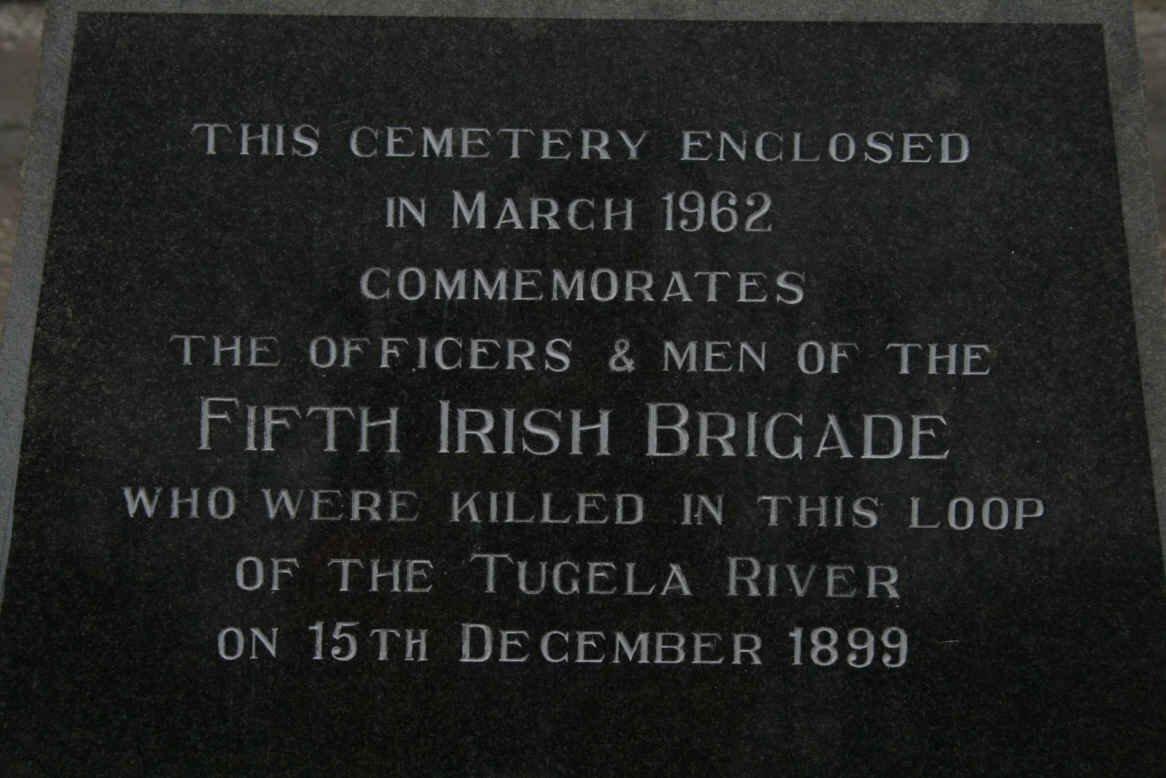 THIS CEMETERY ENCLOSED
IN MARCH 1962
COMMEMORATES
THE OFFICERS & MEN OF THE
FIFTH IRISH BRIGADE
WHO WERE KILLED IN THIS LOOP
OF THE TUGELA RIVER
ON 15TH DECEMBER 1899